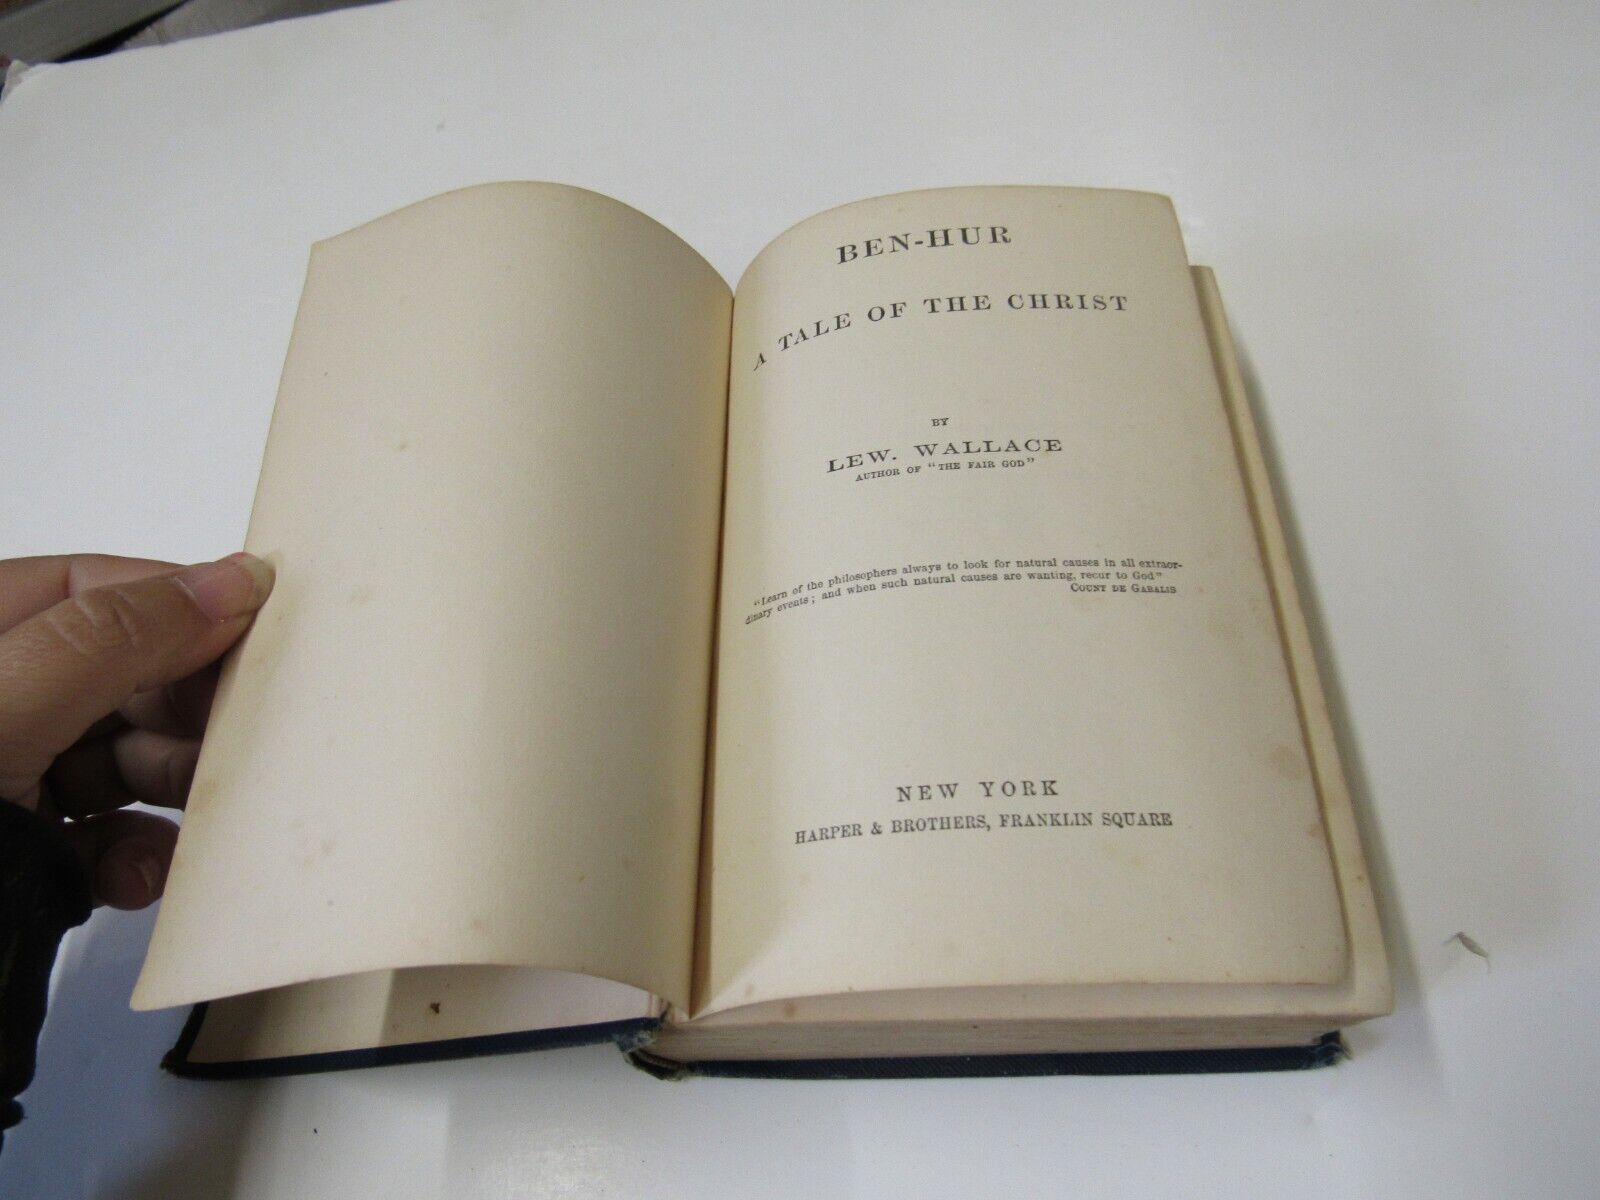 BEN-HUR
A TALE OF THE CHRIST
BY
LEW. WALLACE
AUTHOR OF "THE FAIR GOD"
"Learn of the philosophers always to look for natural causes in all extraor-
dinary events; and when such natural causes are wanting, recur to God"
COUNT DE GABALIS
NEW YORK
HARPER & BROTHERS, FRANKLIN SQUARE